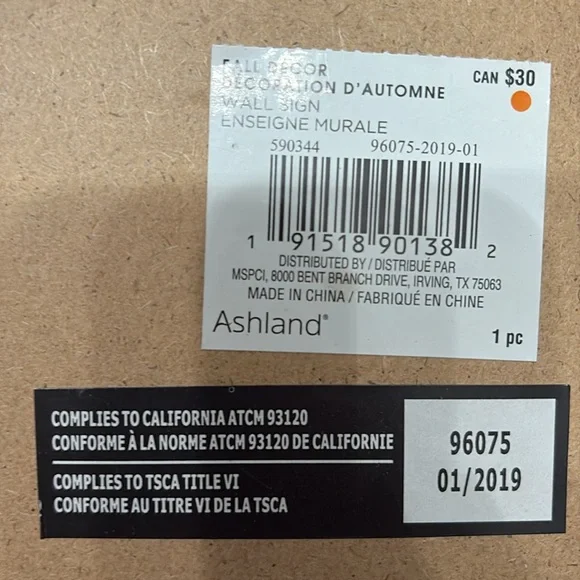 FALL DECOR
DÉCORATION D'AUTOMNE
WALL SIGN
ENSEIGNE MURALE
CAN $30
590344 96075-2019-01
1 91518 90138 2
DISTRIBUTED BY / DISTRIBUÉ PAR
MSPCI, 8000 BENT BRANCH DRIVE, IRVING, TX 75063
MADE IN CHINA / FABRIQUÉ EN CHINE
Ashland®
1 pc
COMPLIES TO CALIFORNIA ATCM 93120
CONFORME À LA NORME ATCM 93120 DE CALIFORNIE
COMPLIES TO TSCA TITLE VI
CONFORME AU TITRE VI DE LA TSCA
96075
01/2019